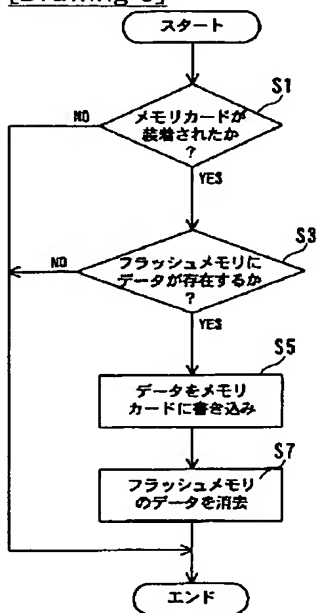 スタート
S1
メモリカードが
装着されたか
?
NO
YES
S3
フラッシュメモリに
データが存在するか
?
NO
YES
S5
データをメモリ
カードに書き込み
S7
フラッシュメモリ
のデータを消去
エンド